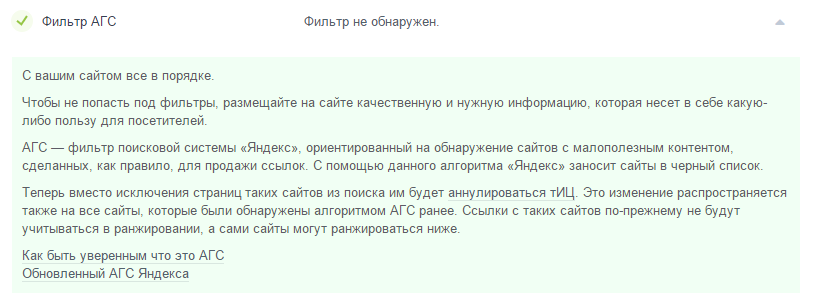 Фильтр АГС Фильтр не обнаружен.
С вашим сайтом все в порядке.
Чтобы не попасть под фильтры, размещайте на сайте качественную и нужную информацию, которая несет в себе какую-
либо пользу для посетителей.
АГС — фильтр поисковой системы «Яндекс», ориентированный на обнаружение сайтов с малополезным контентом,
сделанных, как правило, для продажи ссылок. С помощью данного алгоритма «Яндекс» заносит сайты в черный список.
Теперь вместо исключения страниц таких сайтов из поиска им будет аннулироваться тИЦ. Это изменение распространяется
также на все сайты, которые были обнаружены алгоритмом АГС ранее. Ссылки с таких сайтов по-прежнему не будут
учитываться в ранжировании, а сами сайты могут ранжироваться ниже.
Как быть уверенным что это АГС
Обновленный АГС Яндекса